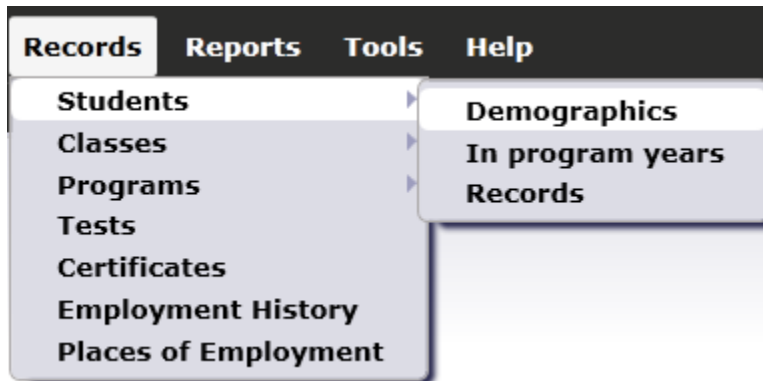 Records Reports Tools Help
Students
Classes
Programs
Tests
Certificates
Employment History
Places of Employment
Demographics
In program years
Records